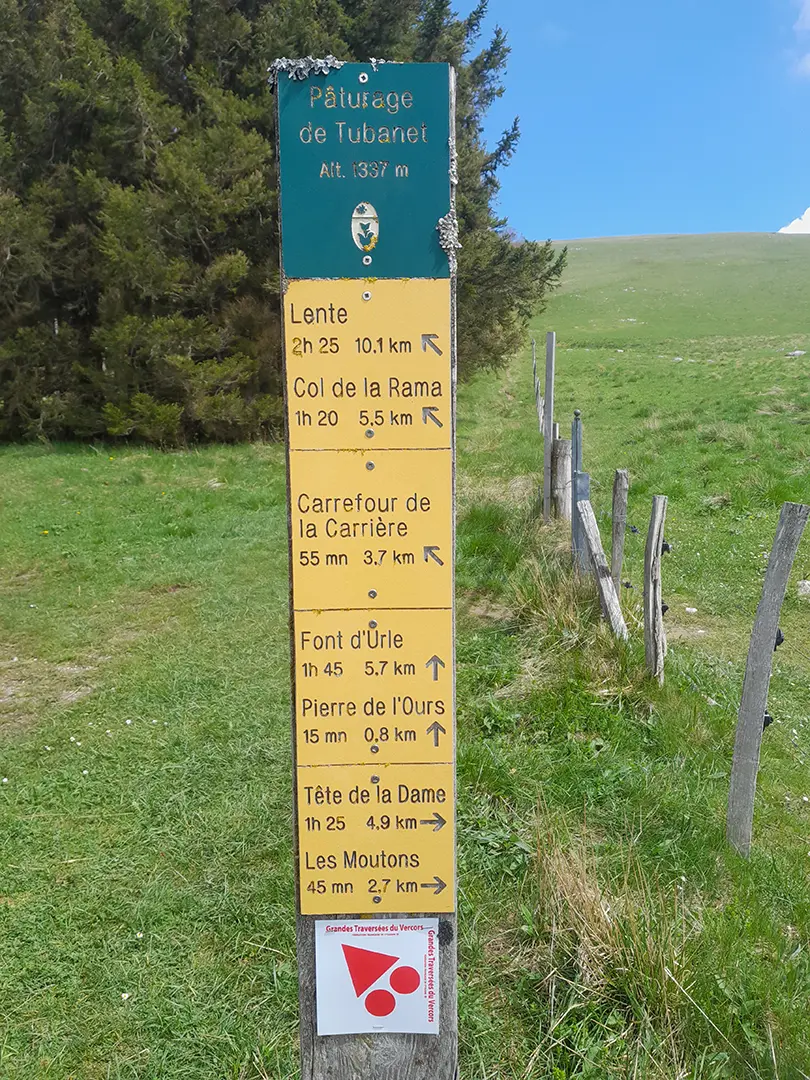 Pâturage
de Tubanet
Alt. 1337 m
Lente
2h 25 10.1 km
Col de la Rama
1h 20 5.5 km
Carrefour de
la Carrière
55 mn 3,7 km
Font d'Urle
1h 45 5.7 km
Pierre de l'Ours
15 mn 0.8 km
Tête de la Dame
1h 25 4.9 km
Les Moutons
45 mn 2.7 km
Grandes Traversées du Vercors
Grandes Traversées du Vercors